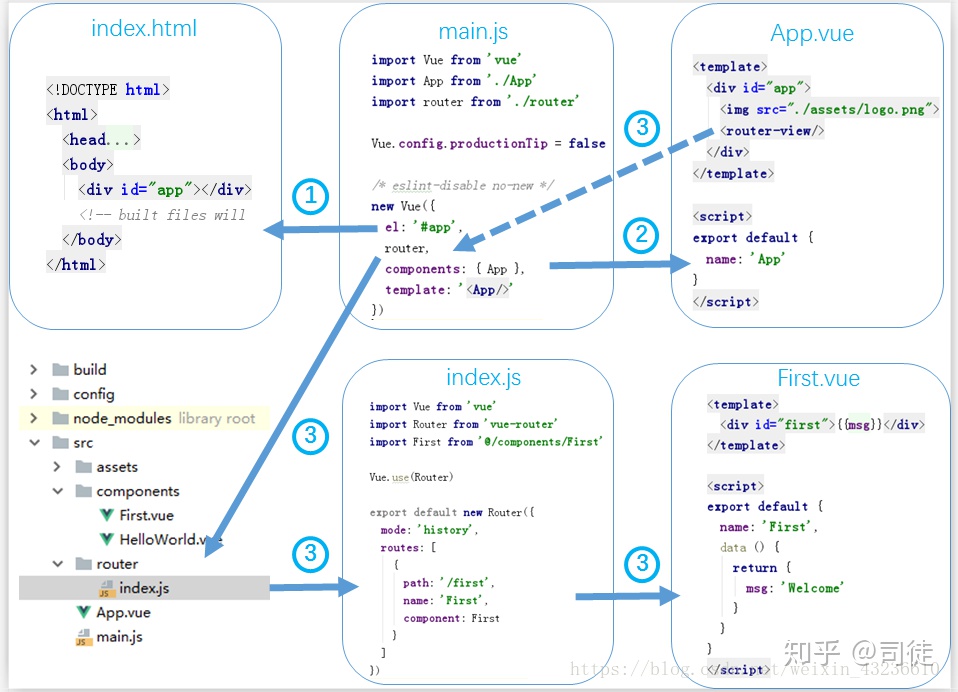 index.html
<!DOCTYPE html>
<html>
<head...>
<body>
<div id="app"></div>
<!-- built files will
</body>
</html>
1
main.js
import Vue from 'vue'
import App from './App'
import router from './router'
Vue.config.productionTip = false
/* eslint-disable no-new */
new Vue({
el: '#app',
router,
components: { App },
template: '<App/>'
})
3
2
App.vue
<template>
<div id="app">
<img src="./assets/logo.png">
<router-view/>
</div>
</template>
<script>
export default {
name: 'App'
}
</script>
build
config
node_modules library root
src
assets
components
First.vue
HelloWorld.vue
router
index.js
App.vue
main.js
3
3
index.js
import Vue from 'vue'
import Router from 'vue-router'
import First from '@/components/First'
Vue.use(Router)
export default new Router({
mode: 'history',
routes: [
{
path: '/first',
name: 'First',
component: First
}
]
})
3
First.vue
<template>
<div id="first">{{msg}}</div>
</template>
<script>
export default {
name: 'First',
data () {
return {
msg: 'Welcome'
}
}
}
</script>
知乎 @司徒